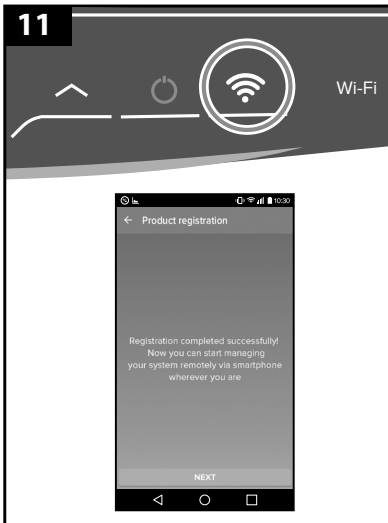 11
Wi-Fi
10:30
Product registration
Registration completed successfully!
Now you can start managing
your system remotely via smartphone
wherever you are
NEXT